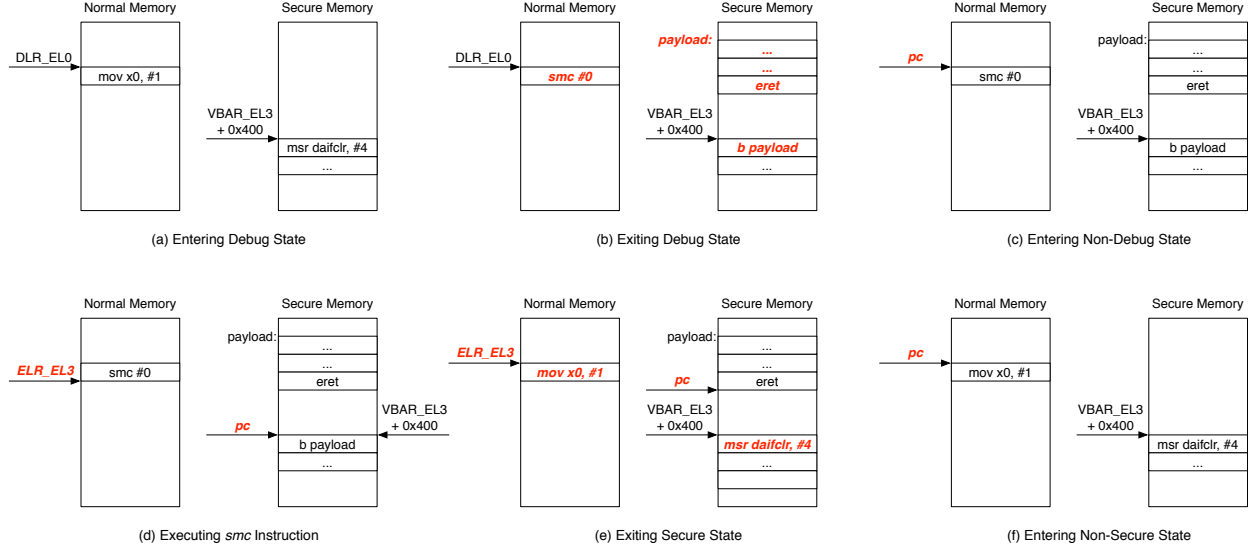 Normal Memory
Secure Memory
DLR_EL0
mov x0, #1
VBAR_EL3
+ 0x400
msr daifclr, #4
...
(a) Entering Debug State
Normal Memory
Secure Memory
payload:
...
...
eret
DLR_EL0
smc #0
VBAR_EL3
+ 0x400
b payload
...
(b) Exiting Debug State
Normal Memory
Secure Memory
payload:
...
...
eret
pc
smc #0
VBAR_EL3
+ 0x400
b payload
...
(c) Entering Non-Debug State
Normal Memory
Secure Memory
payload:
...
...
eret
ELR_EL3
smc #0
pc
VBAR_EL3
+ 0x400
b payload
...
(d) Executing smc Instruction
Normal Memory
Secure Memory
payload:
...
...
eret
ELR_EL3
mov x0, #1
pc
VBAR_EL3
+ 0x400
msr daifclr, #4
...
(e) Exiting Secure State
Normal Memory
Secure Memory
pc
mov x0, #1
VBAR_EL3
+ 0x400
msr daifclr, #4
...
(f) Entering Non-Secure State